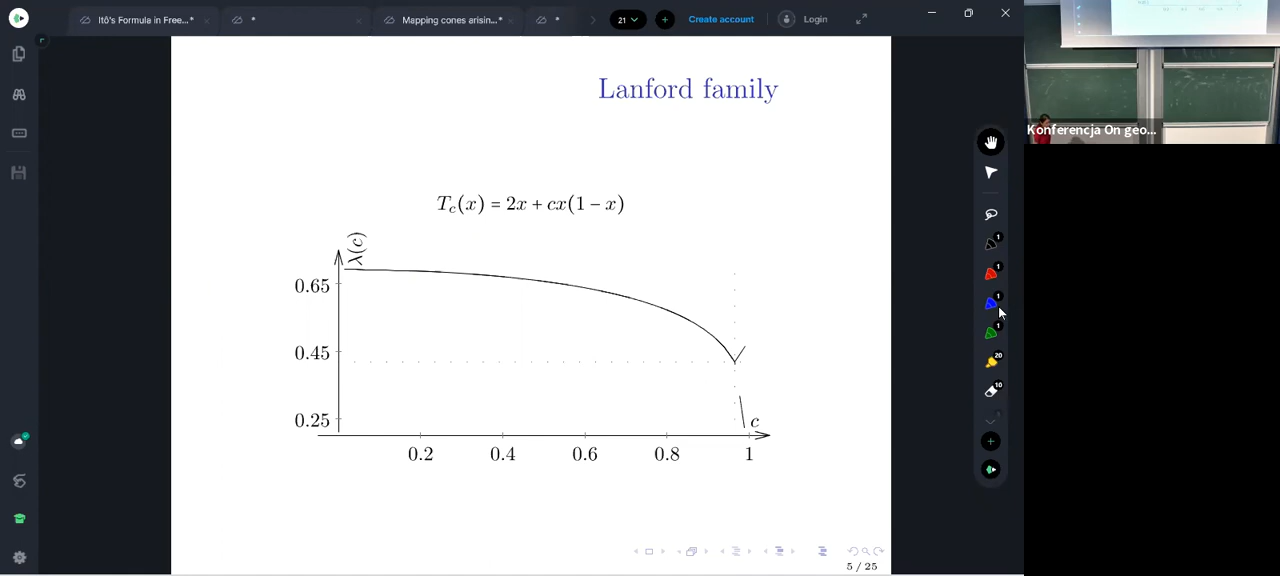 Itô's Formula in Free...*
*
Mapping cones arisin...*
*
21
Create account
Login
Konferencja On geo...
Lanford family
T_c(x) = 2x + cx(1 − x)
λ(c)
0.65
0.45
0.25
c
0.2 0.4 0.6 0.8 1
1
1
1
1
20
10
5 / 25